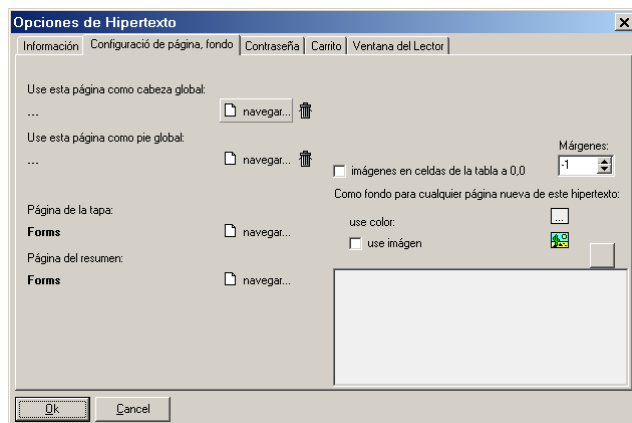 Opciones de Hipertexto
Información Configuració de página, fondo Contraseña Carrito Ventana del Lector
Use esta página como cabeza global:
... navegar...
Use esta página como pie global:
... navegar...
Márgenes:
imágenes en celdas de la tabla a 0,0 -1
Como fondo para cualquier página nueva de este hipertexto:
Página de la tapa:
use color: ...
Forms navegar...
use imágen
Página del resumen:
Forms navegar...
Ok Cancel